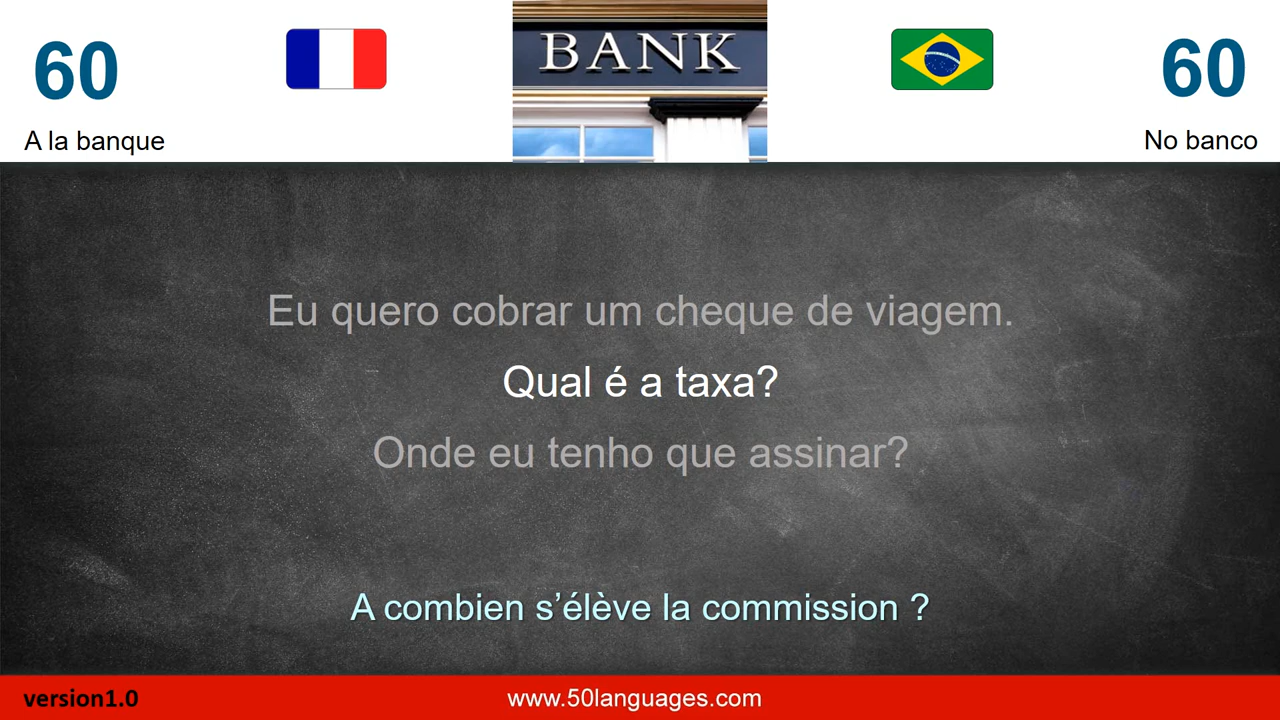 60
BANK
60
A la banque
No banco
Eu quero cobrar um cheque de viagem.
Qual é a taxa?
Onde eu tenho que assinar?
A combien s’élève la commission ?
version1.0
www.50languages.com